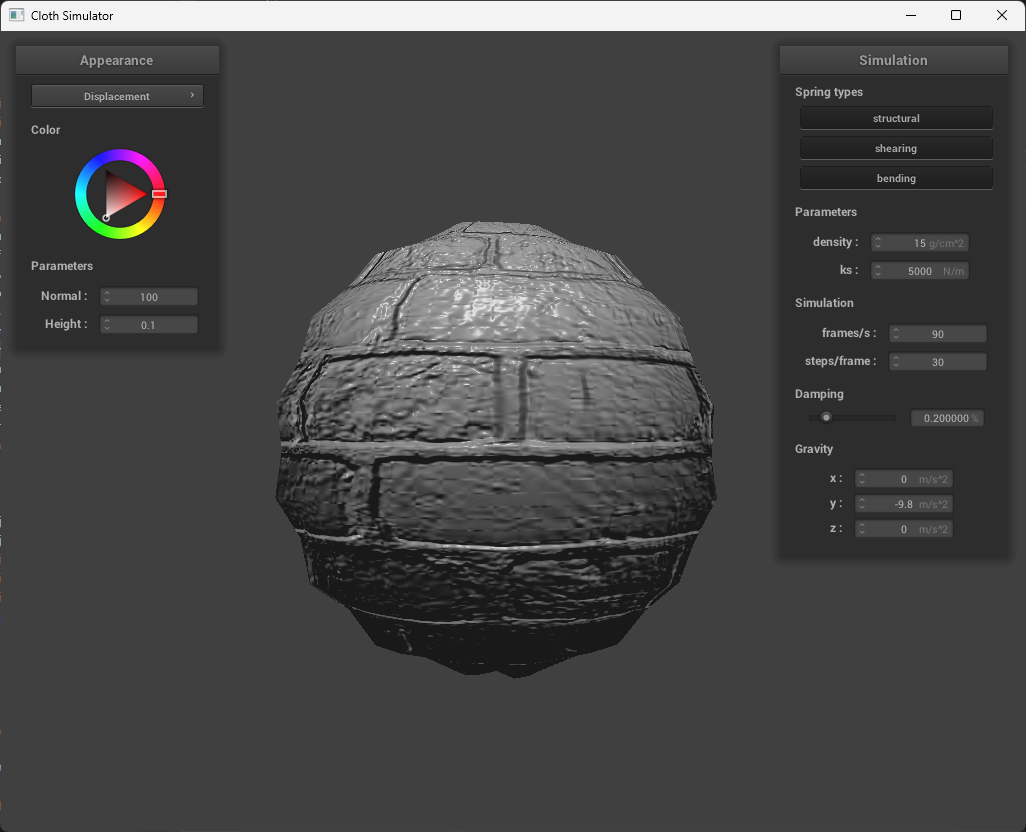 Cloth Simulator
Appearance
Displacement
Color
Parameters
Normal : 100
Height : 0.1
Simulation
Spring types
structural
shearing
bending
Parameters
density : 15 g/cm^2
ks : 5000 N/m
Simulation
frames/s : 90
steps/frame : 30
Damping
0.200000 %
Gravity
x : 0 m/s^2
y : -9.8 m/s^2
z : 0 m/s^2